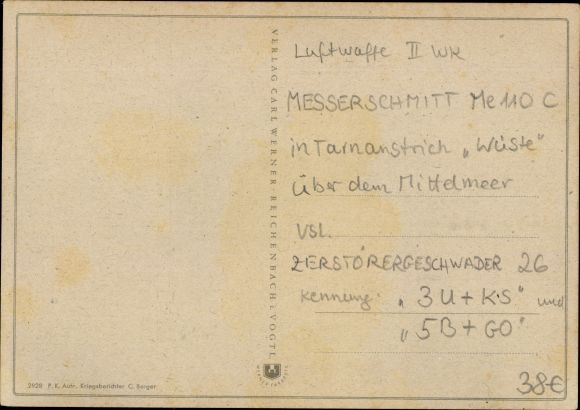 Luftwaffe II WK
MESSERSCHMITT Me 110 C
in Tarnanstrich „Wüste"
über dem Mittelmeer
VSL.
ZERSTÖRERGESCHWADER 26
Kennung: „3U+KS" und
„5B+GO"
38€
VERLAG CARL WERNER · REICHENBACH i. VOGTL.
2928 P. K. Aufn. Kriegsberichter C. Berger